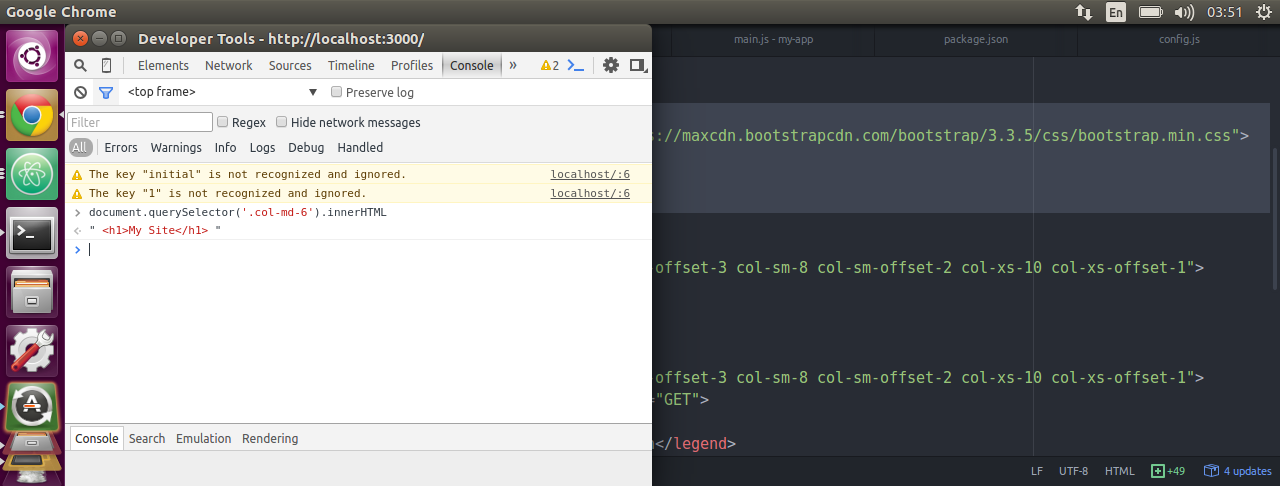 Google Chrome En 03:51
Developer Tools - http://localhost:3000/
main.js - my-app package.json config.js
Elements Network Sources Timeline Profiles Console » 2
<top frame> Preserve log
Filter Regex Hide network messages
All Errors Warnings Info Logs Debug Handled
The key "initial" is not recognized and ignored. localhost/:6
The key "1" is not recognized and ignored. localhost/:6
document.querySelector('.col-md-6').innerHTML
" <h1>My Site</h1> "
Console Search Emulation Rendering
s://maxcdn.bootstrapcdn.com/bootstrap/3.3.5/css/bootstrap.min.css">
-offset-3 col-sm-8 col-sm-offset-2 col-xs-10 col-xs-offset-1">
-offset-3 col-sm-8 col-sm-offset-2 col-xs-10 col-xs-offset-1">
="GET">
</legend>
LF UTF-8 HTML +49 4 updates